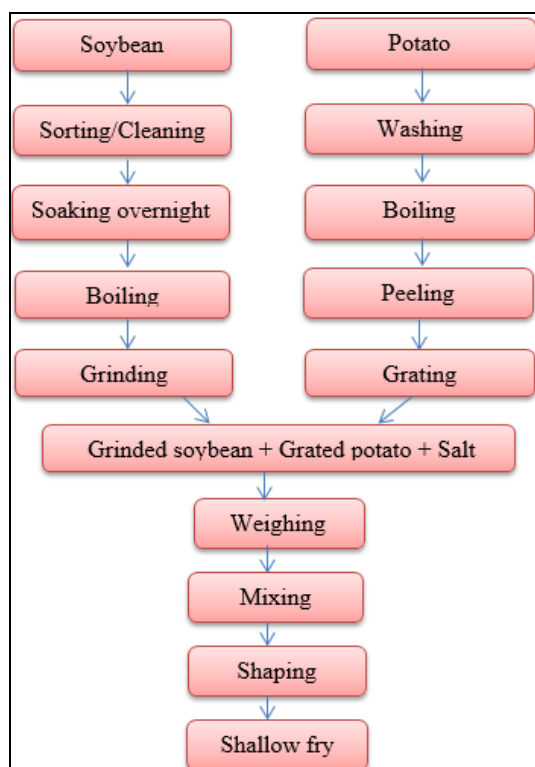 Soybean
Potato
Sorting/Cleaning
Washing
Soaking overnight
Boiling
Boiling
Peeling
Grinding
Grating
Grinded soybean + Grated potato + Salt
Weighing
Mixing
Shaping
Shallow fry